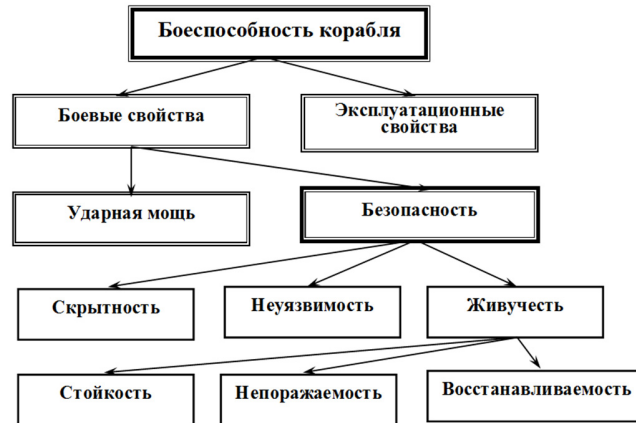 Боеспособность корабля
Боевые свойства
Эксплуатационные
свойства
Ударная мощь
Безопасность
Скрытность
Неуязвимость
Живучесть
Стойкость
Непоражаемость
Восстанавливаемость